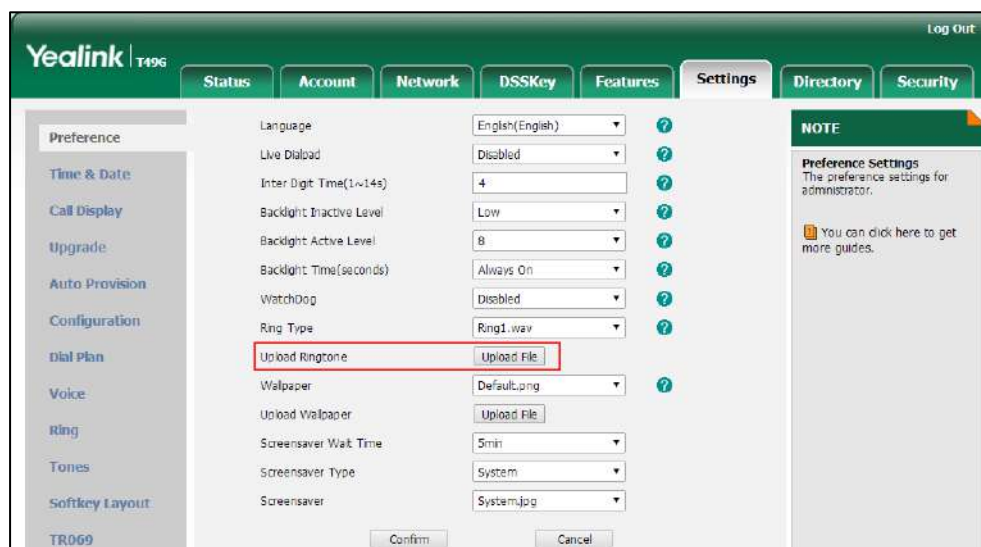 Log Out
Yealink T49G
Status Account Network DSSKey Features Settings Directory Security
Preference
Time & Date
Call Display
Upgrade
Auto Provision
Configuration
Dial Plan
Voice
Ring
Tones
Softkey Layout
TR069
Language English(English)
Live Dialpad Disabled
Inter Digit Time(1~14s) 4
Backlight Inactive Level Low
Backlight Active Level 8
Backlight Time(seconds) Always On
WatchDog Disabled
Ring Type Ring1.wav
Upload Ringtone Upload File
Wallpaper Default.png
Upload Wallpaper Upload File
Screensaver Wait Time 5min
Screensaver Type System
Screensaver System.jpg
Confirm Cancel
NOTE
Preference Settings
The preference settings for
administrator.
You can click here to get
more guides.